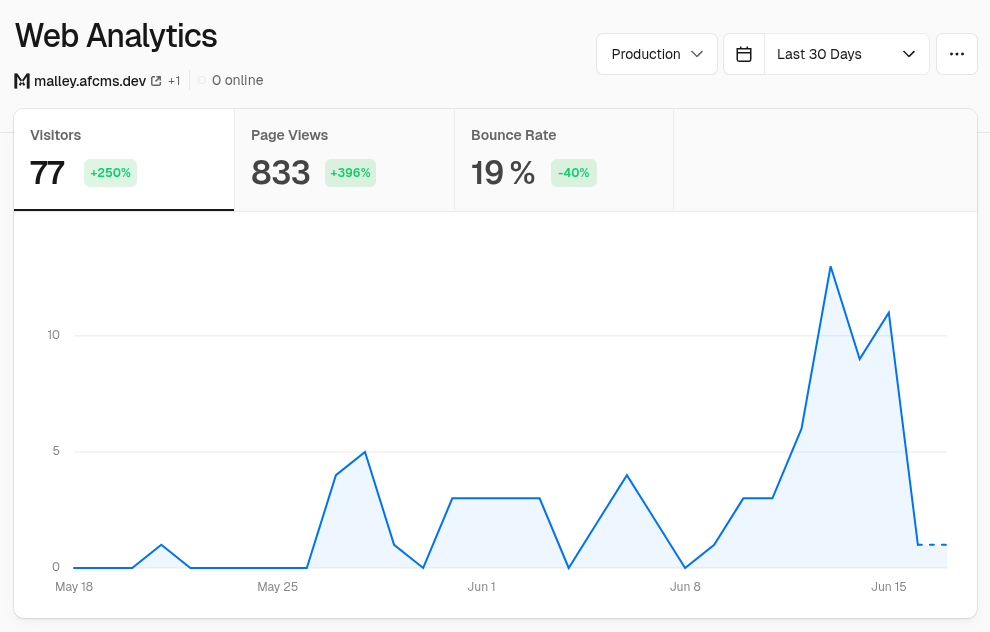 Web Analytics
malley.afcms.dev +1 0 online
Production
Last 30 Days
Visitors
77 +250%
Page Views
833 +396%
Bounce Rate
19 % -40%
10
5
0
May 18 May 25 Jun 1 Jun 8 Jun 15